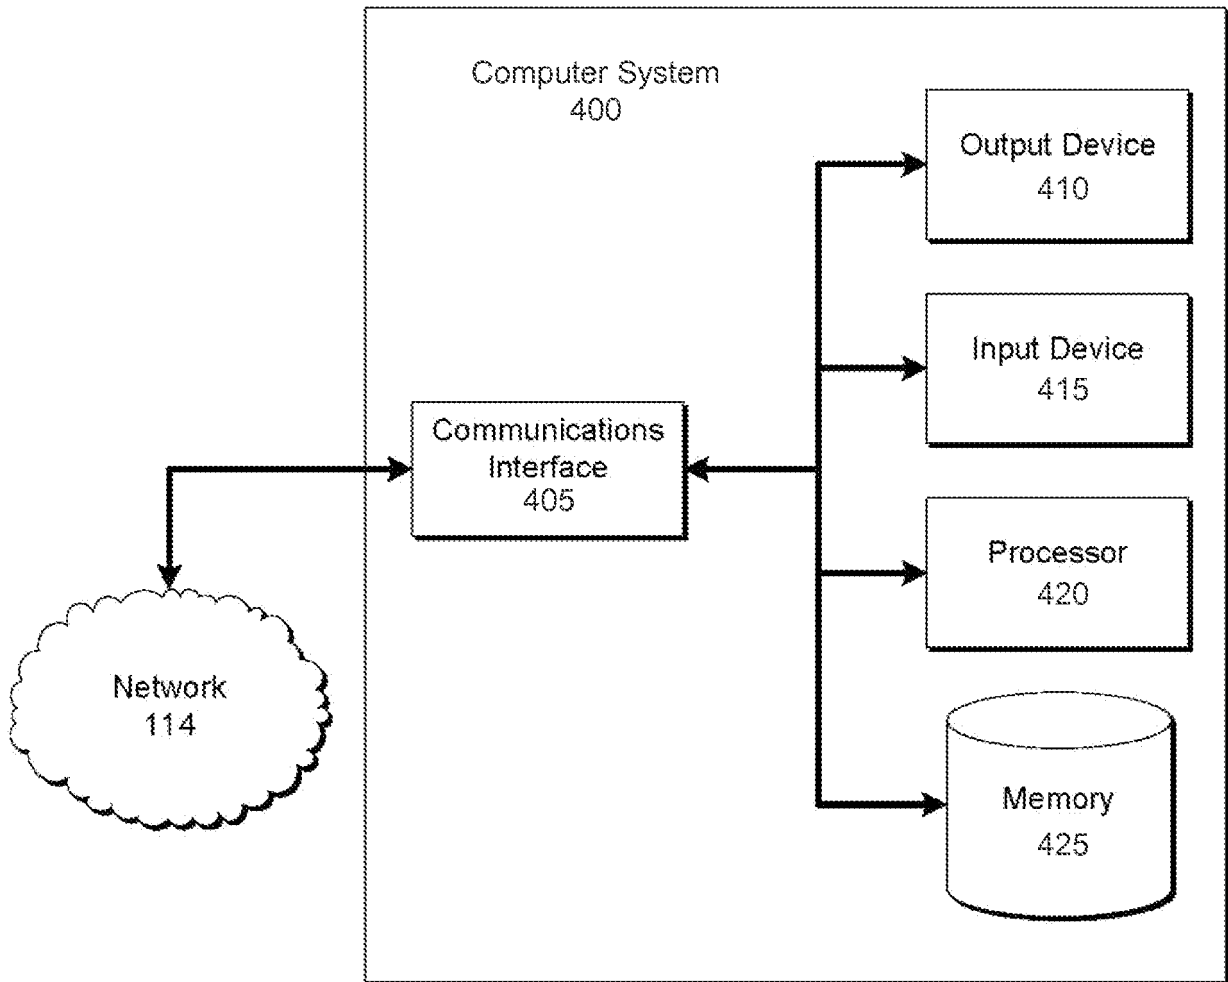 Computer System
400
Output Device
410
Input Device
415
Communications
Interface
405
Processor
420
Network
114
Memory
425